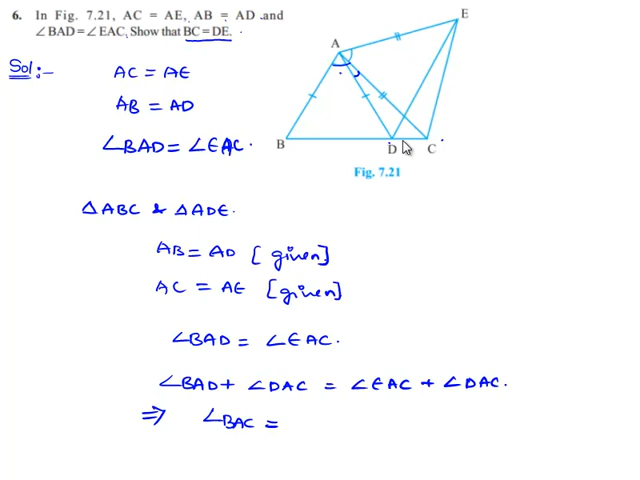 6. In Fig. 7.21, AC = AE, AB = AD and
∠BAD = ∠EAC. Show that BC = DE.
Sol:-
AC = AE
AB = AD
∠BAD = ∠EAC.
E
A
B
D
C
Fig. 7.21
△ABC & △ADE.
AB = AD [given]
AC = AE [given]
∠BAD = ∠EAC.
∠BAD + ∠DAC = ∠EAC + ∠DAC.
⇒ ∠BAC =